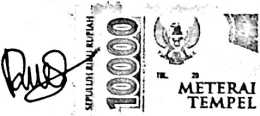 SEPULUH RIBU RUPIAH
10000
TGL. 20
METERAI
TEMPEL